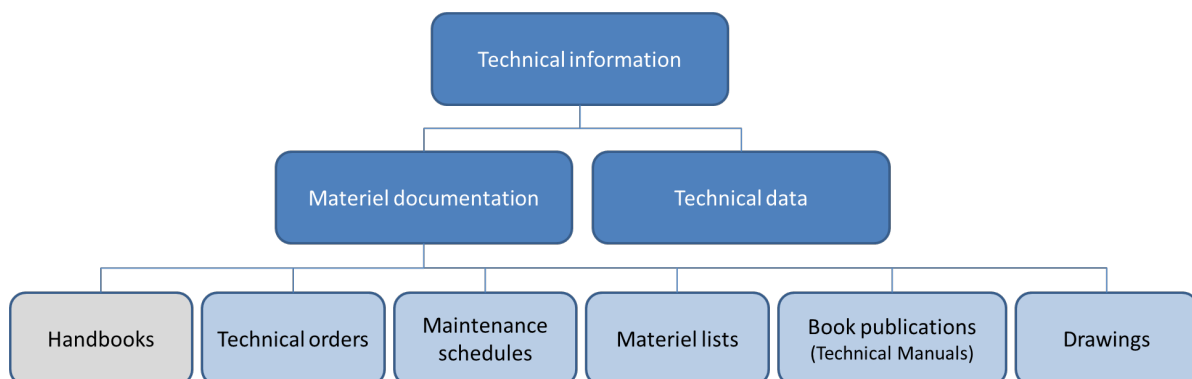 Technical information
Materiel documentation
Technical data
Handbooks
Technical orders
Maintenance
schedules
Materiel lists
Book publications
(Technical Manuals)
Drawings